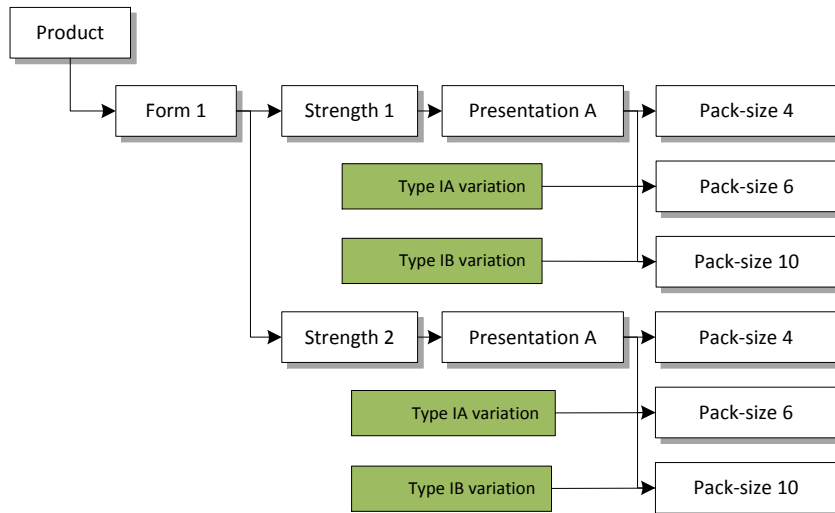 Product
Form 1
Strength 1
Presentation A
Pack-size 4
Type IA variation
Pack-size 6
Type IB variation
Pack-size 10
Strength 2
Presentation A
Pack-size 4
Type IA variation
Pack-size 6
Type IB variation
Pack-size 10